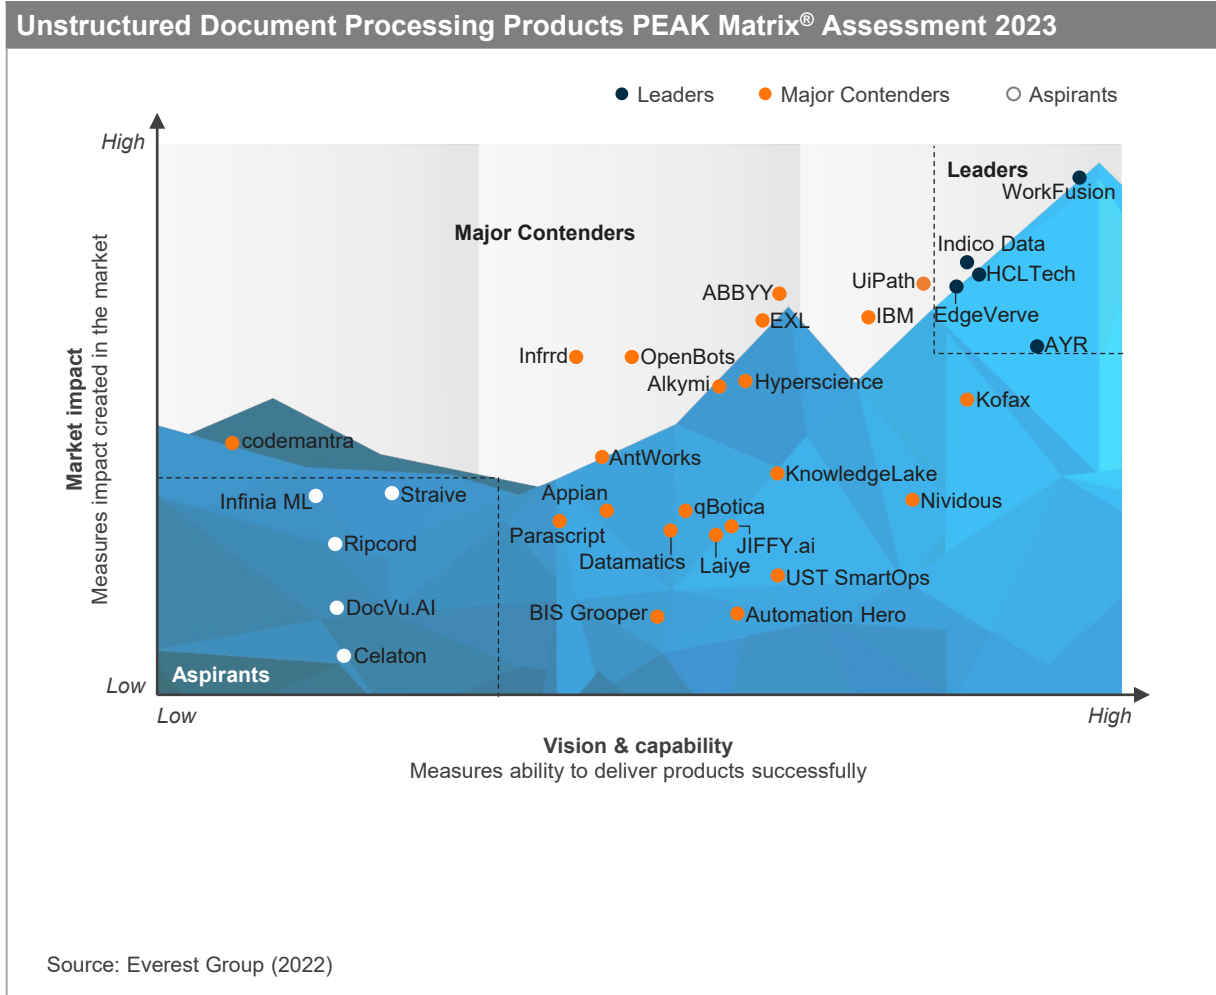 Unstructured Document Processing Products PEAK Matrix® Assessment 2023
Leaders
Major Contenders
Aspirants
High
Leaders
WorkFusion
Major Contenders
Indico Data
HCLTech
UiPath
ABBYY
EdgeVerve
IBM
EXL
AYR
Infrrd
OpenBots
Alkymi
Hyperscience
Kofax
codemantra
AntWorks
KnowledgeLake
Infinia ML
Straive
Appian
qBotica
Nividous
Parascript
Ripcord
JIFFY.ai
Datamatics
Laiye
UST SmartOps
DocVu.AI
BIS Grooper
Automation Hero
Celaton
Aspirants
Market impact
Measures impact created in the market
Low
Low
High
Vision & capability
Measures ability to deliver products successfully
Source: Everest Group (2022)